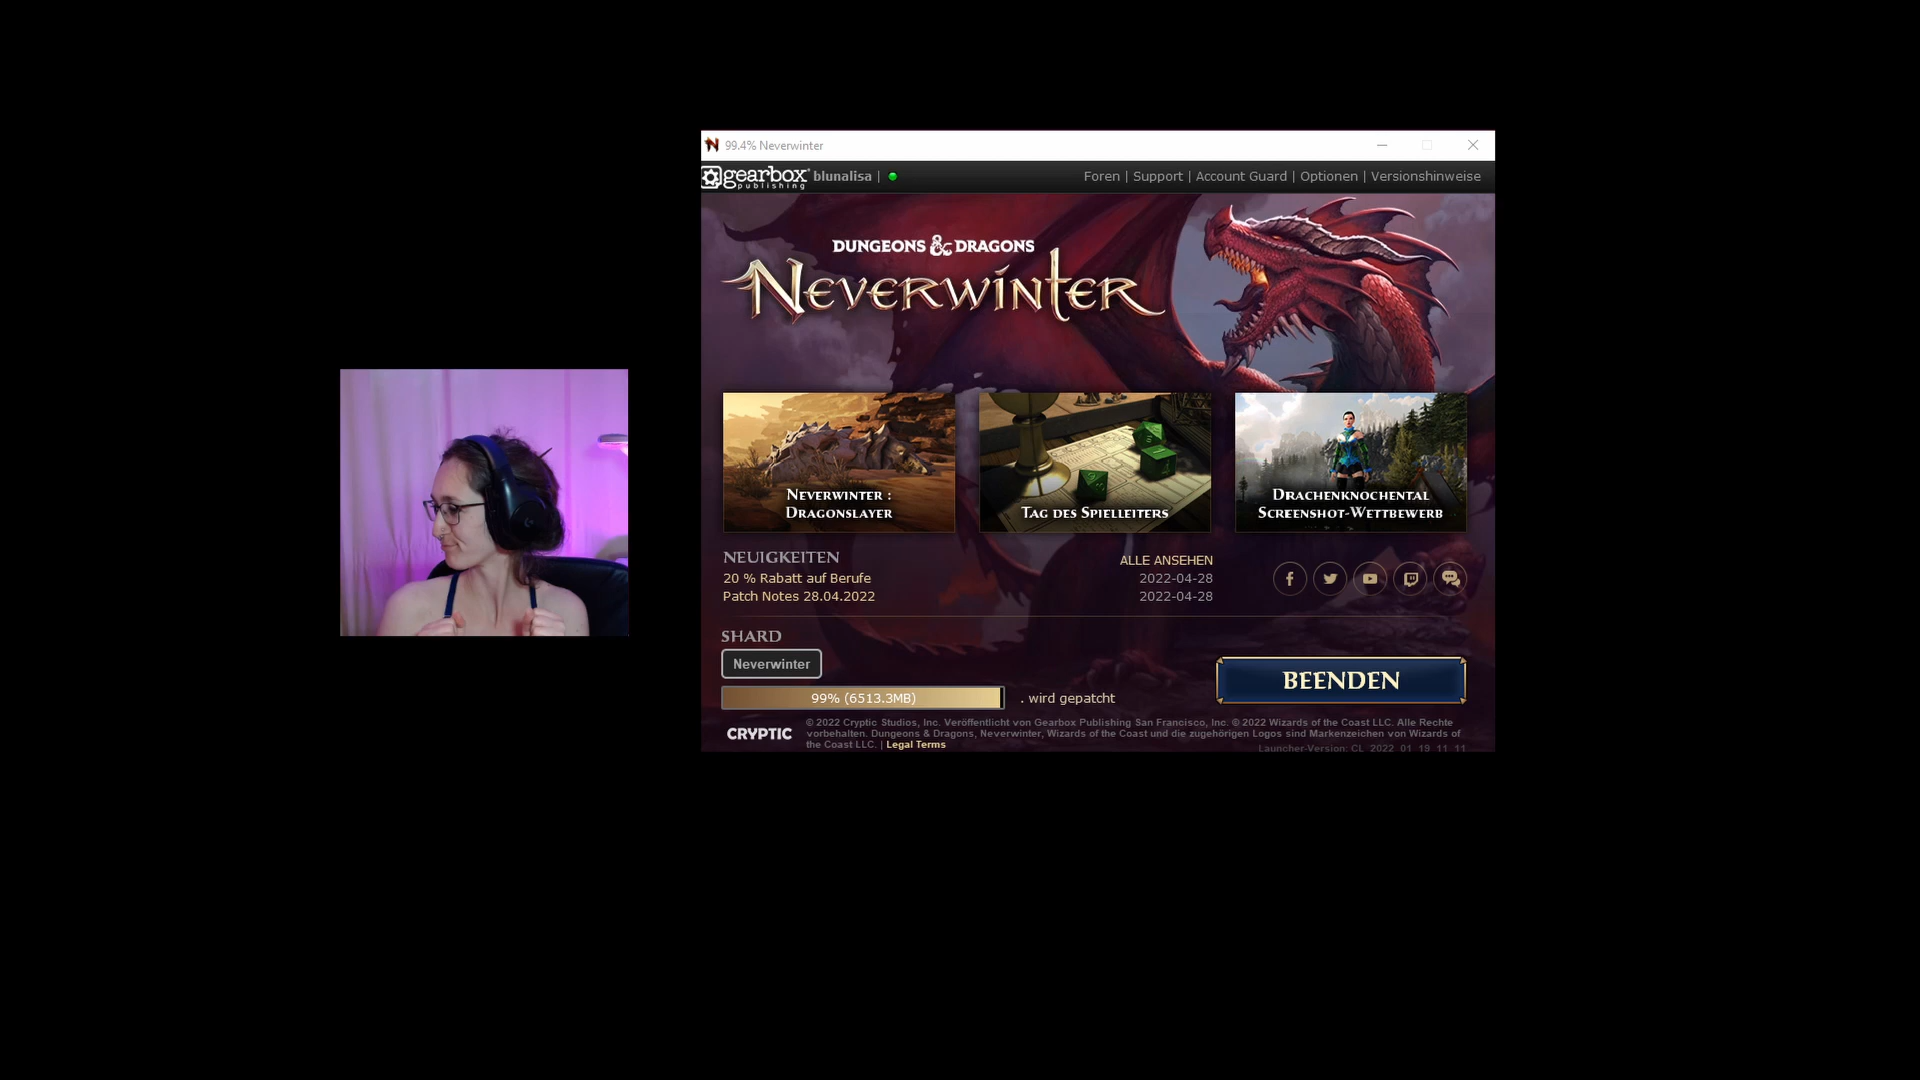 99.4% Neverwinter
gearbox publishing blunalisa | Foren | Support | Account Guard | Optionen | Versionshinweise
DUNGEONS & DRAGONS
NEVERWINTER
NEVERWINTER :
DRAGONSLAYER
TAG DES SPIELLEITERS
DRACHENKNOCHENTAL
SCREENSHOT-WETTBEWERB
NEUIGKEITEN
ALLE ANSEHEN
20 % Rabatt auf Berufe 2022-04-28
Patch Notes 28.04.2022 2022-04-28
SHARD
Neverwinter
BEENDEN
99% (6513.3MB) . wird gepatcht
CRYPTIC
© 2022 Cryptic Studios, Inc. Veröffentlicht von Gearbox Publishing San Francisco, Inc. © 2022 Wizards of the Coast LLC. Alle Rechte
vorbehalten. Dungeons & Dragons, Neverwinter, Wizards of the Coast und die zugehörigen Logos sind Markenzeichen von Wizards of
the Coast LLC. | Legal Terms
Launcher-Version: CL_2022_01_19_11_11